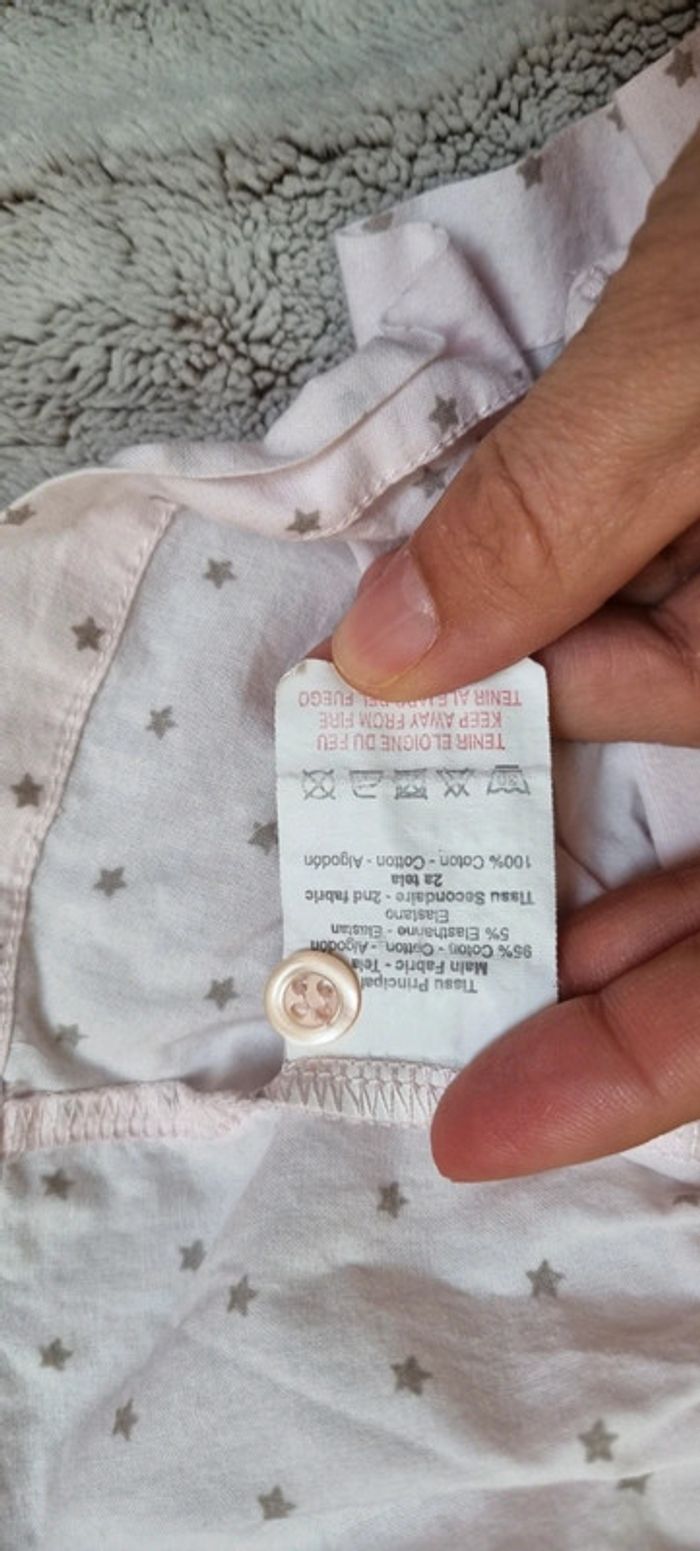 Tissu Principal
Main Fabric - Tela
95% Coton - Cotton - Algodón
5% Elasthanne - Elastan
Elastano
Tissu Secondaire - 2nd fabric
2a tela
100% Coton - Cotton - Algodón
30
TENIR ELOIGNE DU FEU
KEEP AWAY FROM FIRE
TENIR ALEJADO DEL FUEGO